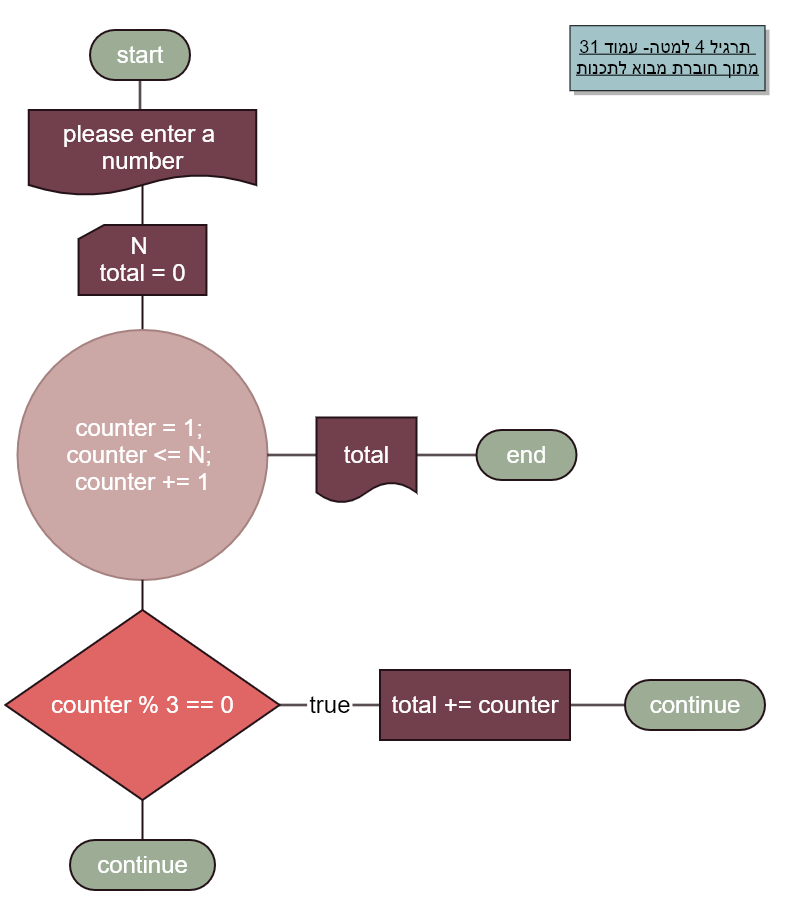 start
תרגיל 4 למטה- עמוד 31
מתוך חוברת מבוא לתכנות
please enter a
number
N
total = 0
counter = 1;
counter <= N;
counter += 1
total
end
counter % 3 == 0
true
total += counter
continue
continue